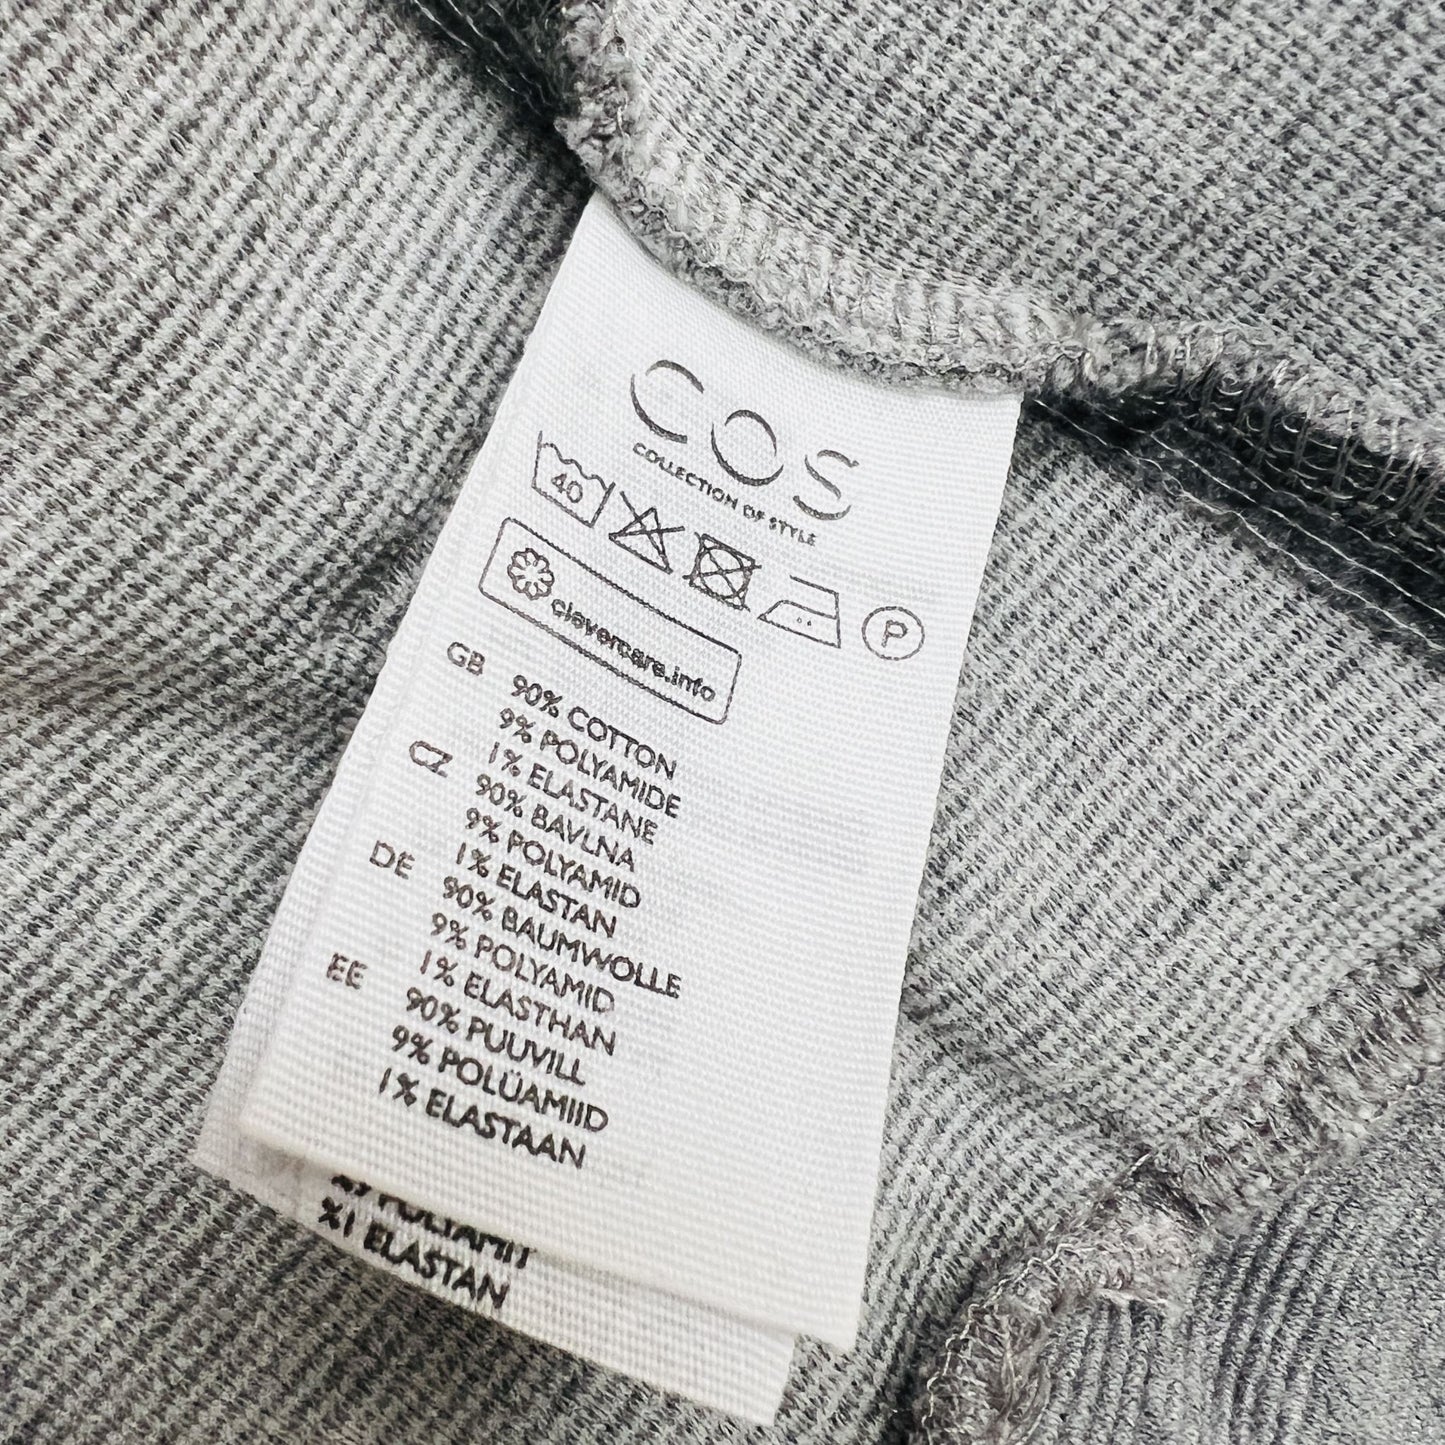 COS
COLLECTION OF STYLE
40
P
clevercare.info
GB 90% COTTON
9% POLYAMIDE
1% ELASTANE
CZ 90% BAVLNA
9% POLYAMID
1% ELASTAN
DE 90% BAUMWOLLE
9% POLYAMID
1% ELASTHAN
EE 90% PUUVILL
9% POLÜAMIID
1% ELASTAAN
%1 ELASTAN